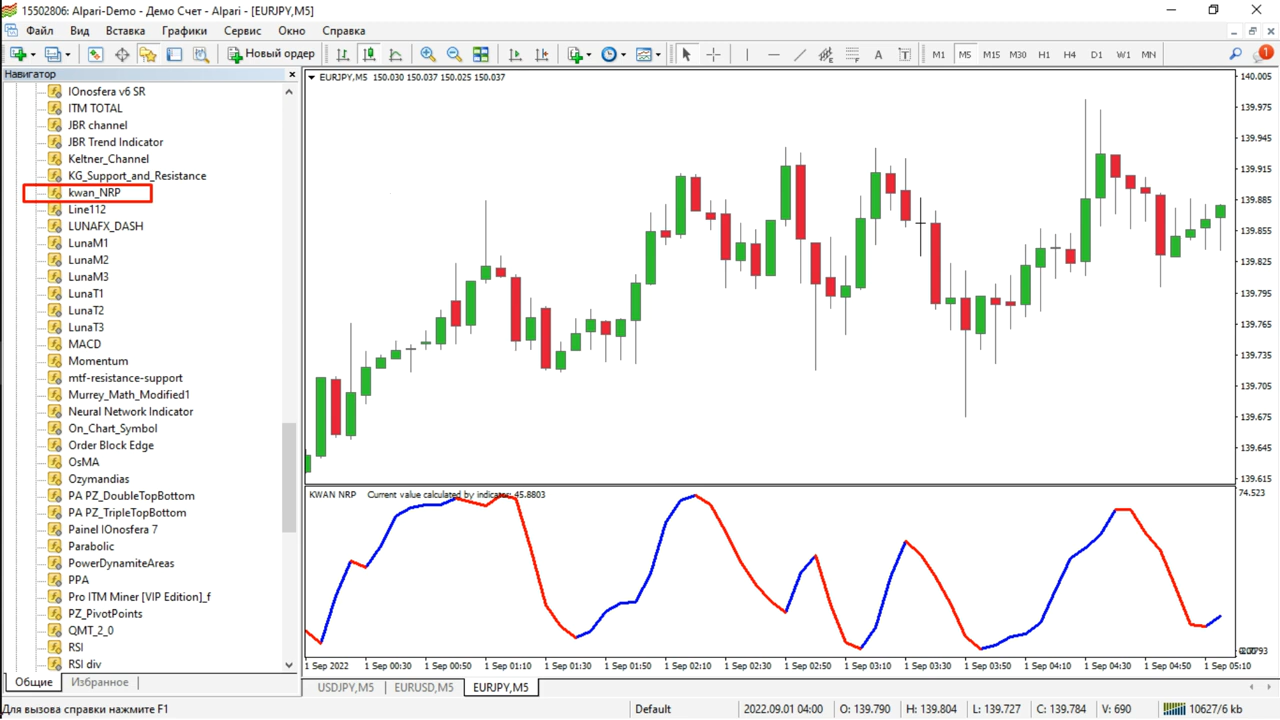 15502806: Alpari-Demo - Демо Счет - Alpari - [EURJPY,M5]
Файл Вид Вставка Графики Сервис Окно Справка
Новый ордер A T M1 M5 M15 M30 H1 H4 D1 W1 MN 1
Навигатор
IOnosfera v6 SR
ITM TOTAL
JBR channel
JBR Trend Indicator
Keltner_Channel
KG_Support_and_Resistance
kwan_NRP
Line112
LUNAFX_DASH
LunaM1
LunaM2
LunaM3
LunaT1
LunaT2
LunaT3
MACD
Momentum
mtf-resistance-support
Murrey_Math_Modified1
Neural Network Indicator
On_Chart_Symbol
Order Block Edge
OsMA
Ozymandias
PA PZ_DoubleTopBottom
PA PZ_TripleTopBottom
Painel IOnosfera 7
Parabolic
PowerDynamiteAreas
PPA
Pro ITM Miner [VIP Edition]_f
PZ_PivotPoints
QMT_2_0
RSI
RSI div
Общие Избранное
EURJPY,M5 150.030 150.037 150.025 150.037
140.005
139.975
139.945
139.915
139.885
139.855
139.825
139.795
139.765
139.735
139.705
139.675
139.645
139.615
KWAN NRP Current value calculated by indicator: 45.8803
74.523
1 Sep 2022 1 Sep 00:30 1 Sep 00:50 1 Sep 01:10 1 Sep 01:30 1 Sep 01:50 1 Sep 02:10 1 Sep 02:30 1 Sep 02:50 1 Sep 03:10 1 Sep 03:30 1 Sep 03:50 1 Sep 04:10 1 Sep 04:30 1 Sep 04:50 1 Sep 05:10
USDJPY,M5 EURUSD,M5 EURJPY,M5
Для вызова справки нажмите F1 Default 2022.09.01 04:00 O: 139.790 H: 139.804 L: 139.727 C: 139.784 V: 690 10627/6 kb